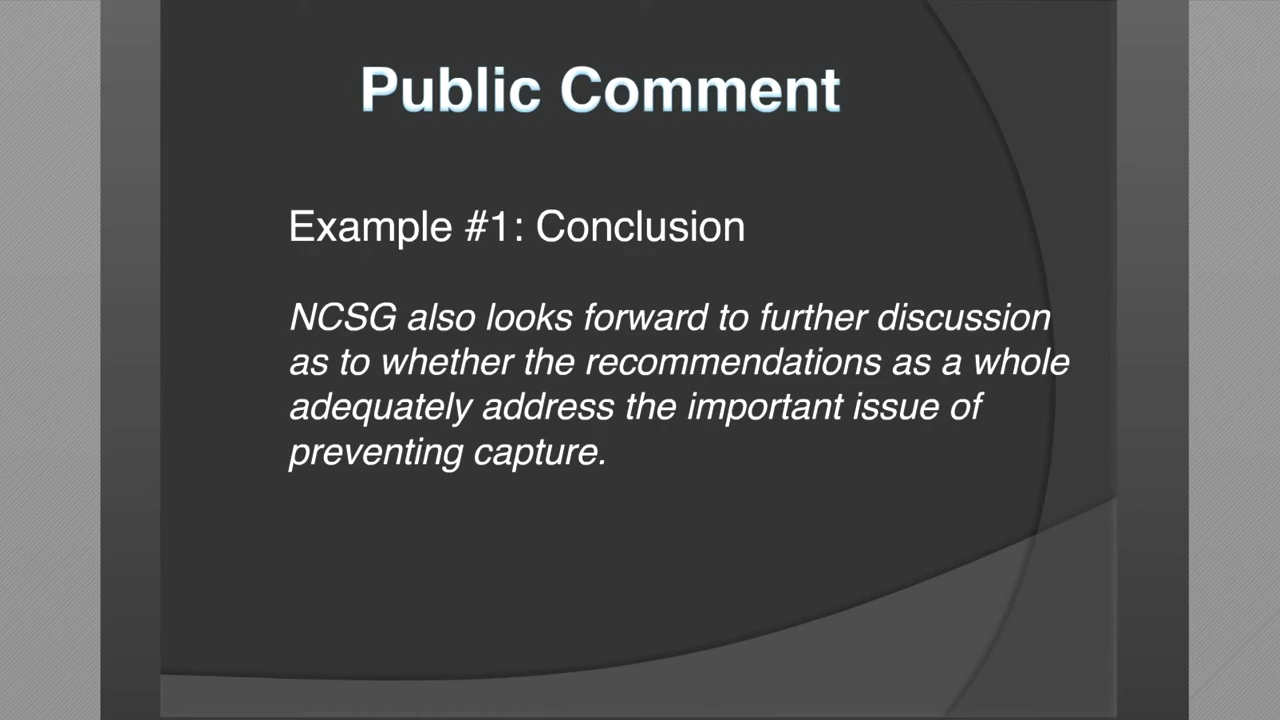 Public Comment
Example #1: Conclusion
NCSG also looks forward to further discussion
as to whether the recommendations as a whole
adequately address the important issue of
preventing capture.